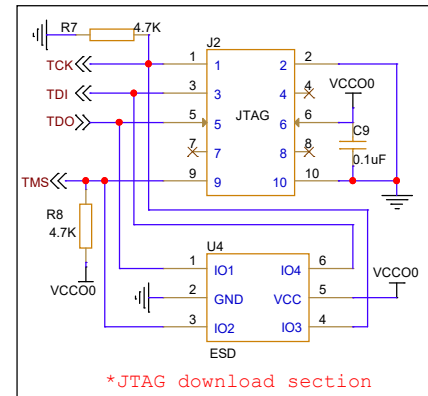 R7 4.7K
J2
TCK 1 1 2 2
VCCO0
TDI 3 3 4 4
TDO 5 5 JTAG 6 6
C9
7 7 8 8
0.1uF
TMS 9 9 10 10
R8
4.7K
U4
1 IO1 IO4 6
VCCO0
VCCO0
2 GND VCC 5
3 IO2 IO3 4
ESD
*JTAG download section